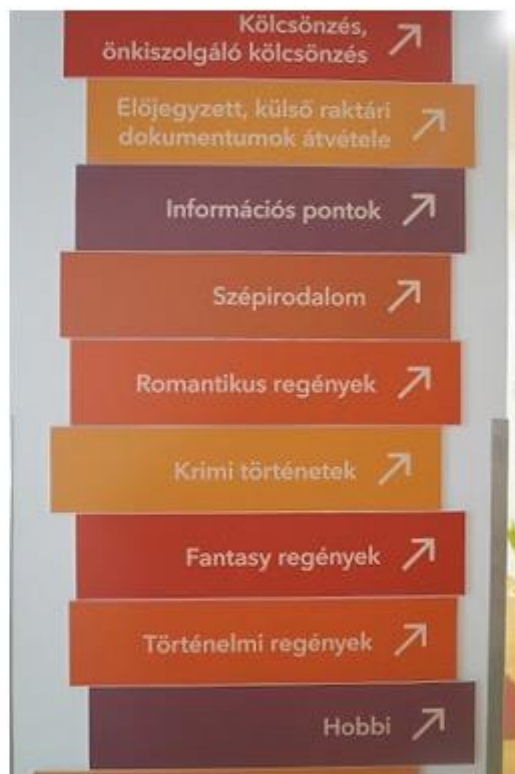 Kölcsönzés,
önkiszolgáló kölcsönzés
Előjegyzett, külső raktári
dokumentumok átvétele
Információs pontok
Szépirodalom
Romantikus regények
Krimi történetek
Fantasy regények
Történelmi regények
Hobbi